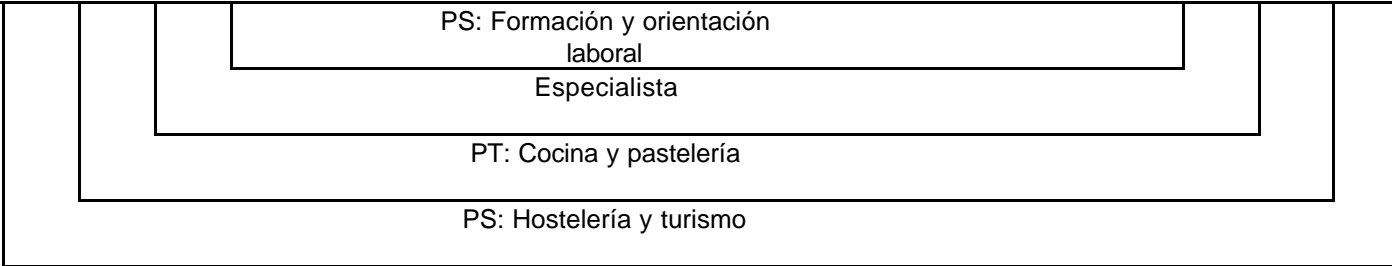 PS: Formación y orientación
laboral
Especialista
PT: Cocina y pastelería
PS: Hostelería y turismo